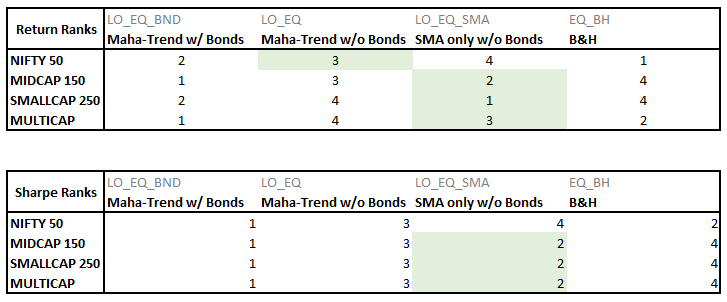 Return Ranks LO_EQ_BND LO_EQ LO_EQ_SMA EQ_BH
Maha-Trend w/ Bonds Maha-Trend w/o Bonds SMA only w/o Bonds B&H
NIFTY 50 2 3 4 1
MIDCAP 150 1 3 2 4
SMALLCAP 250 2 4 1 4
MULTICAP 1 4 3 2
Sharpe Ranks LO_EQ_BND LO_EQ LO_EQ_SMA EQ_BH
Maha-Trend w/ Bonds Maha-Trend w/o Bonds SMA only w/o Bonds B&H
NIFTY 50 1 3 4 2
MIDCAP 150 1 3 2 4
SMALLCAP 250 1 3 2 4
MULTICAP 1 3 2 4